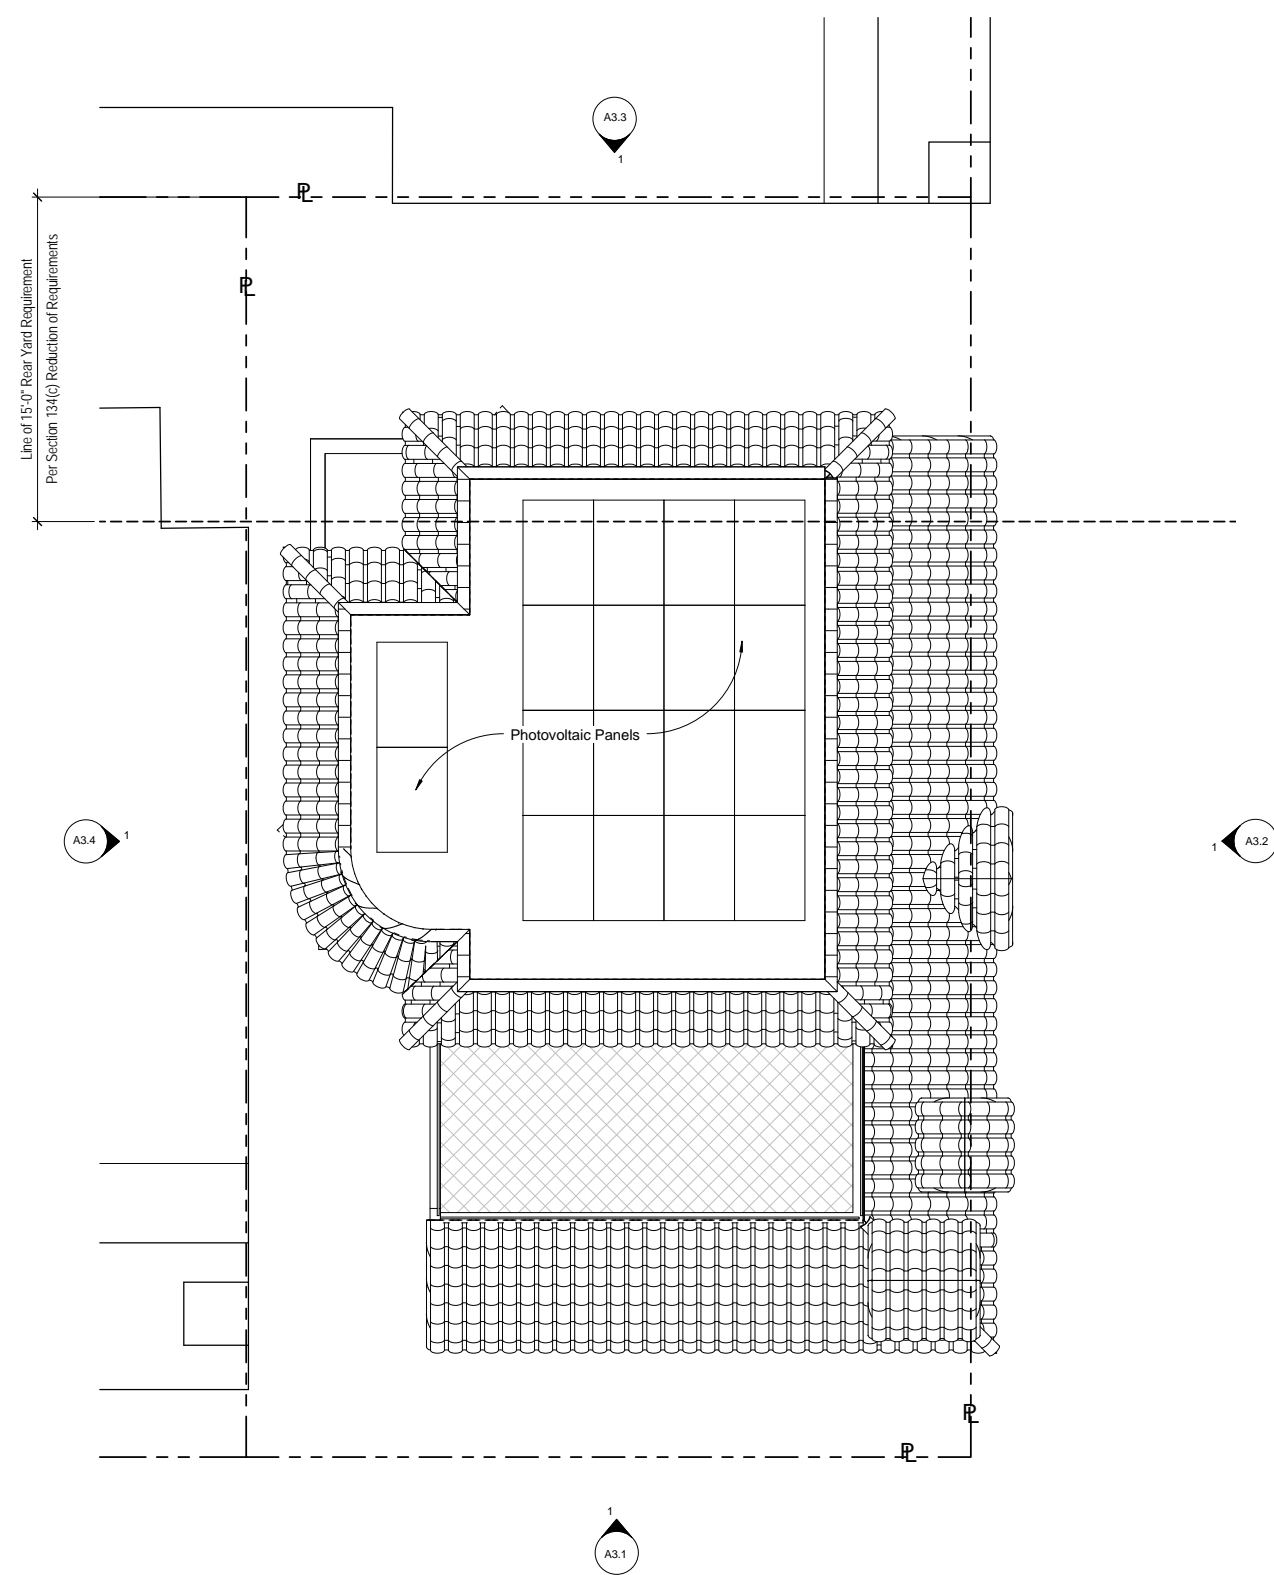 A3.3
1
PL
PL
Line of 15'-0" Rear Yard Requirement
Per Section 134(c) Reduction of Requirements
Photovoltaic Panels
A3.4
1
1
A3.2
PL
PL
1
A3.1